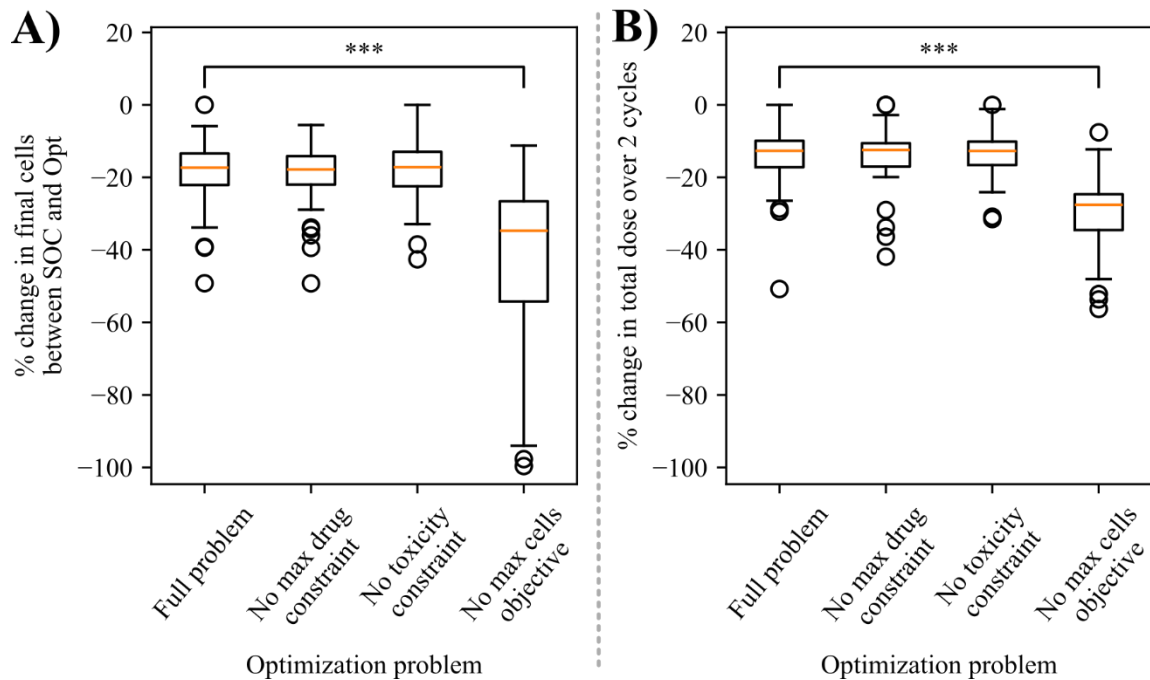 A)
% change in final cells
between SOC and Opt
20
0
−20
−40
−60
−80
−100
***
Full problem
No max drug
constraint
No toxicity
constraint
No max cells
objective
Optimization problem
B)
% change in total dose over 2 cycles
20
0
−20
−40
−60
−80
−100
***
Full problem
No max drug
constraint
No toxicity
constraint
No max cells
objective
Optimization problem